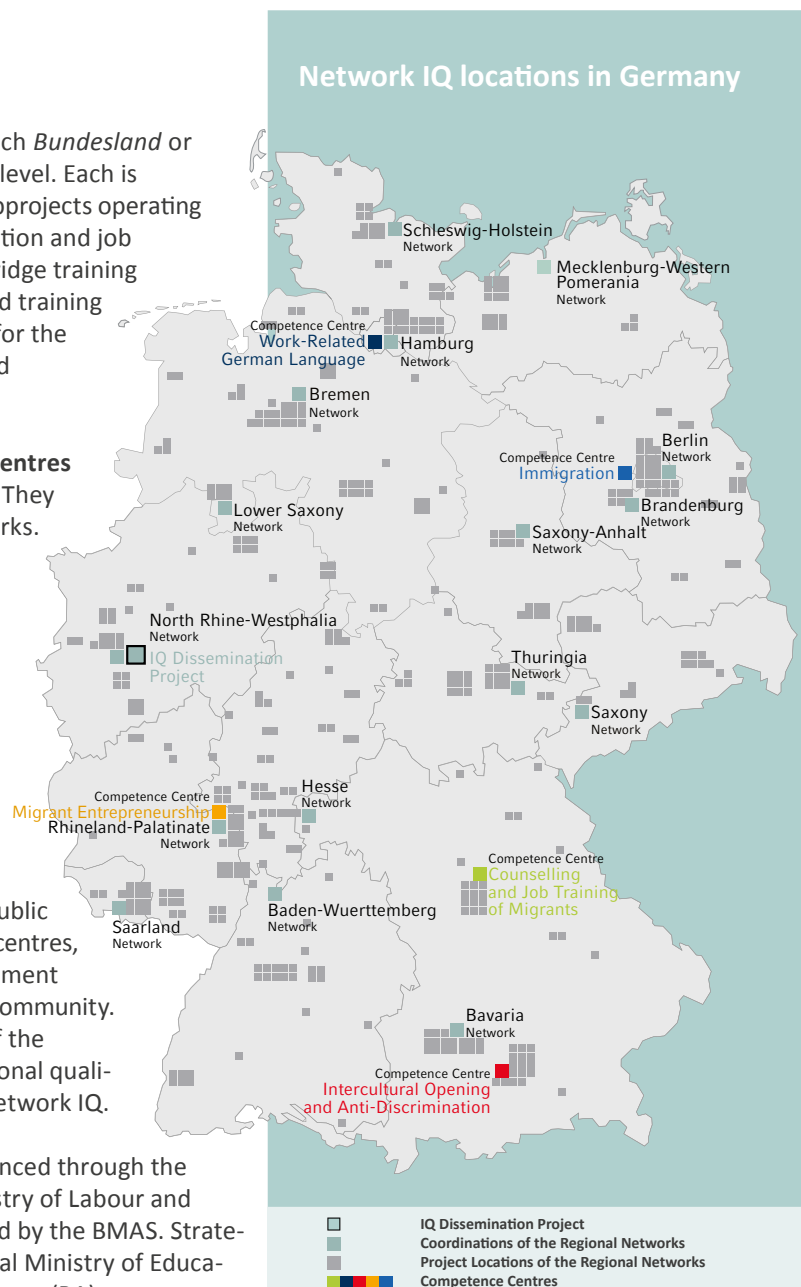 Network IQ locations in Germany
ch Bundesland or
level. Each is
projects operating
tion and job
ridge training
d training
for the
d
entres
They
rks.
ublic
centres,
ment
ommunity.
f the
onal quali-
etwork IQ.
nced through the
stry of Labour and
d by the BMAS. Strate-
al Ministry of Educa-
Schleswig-Holstein
Network
Mecklenburg-Western
Pomerania
Network
Competence Centre
Work-Related
German Language
Hamburg
Network
Bremen
Network
Berlin
Network
Competence Centre
Immigration
Brandenburg
Network
Lower Saxony
Network
Saxony-Anhalt
Network
North Rhine-Westphalia
Network
IQ Dissemination
Project
Thuringia
Network
Saxony
Network
Hesse
Network
Competence Centre
Migrant Entrepreneurship
Rhineland-Palatinate
Network
Competence Centre
Counselling
and Job Training
of Migrants
Saarland
Network
Baden-Wuerttemberg
Network
Bavaria
Network
Competence Centre
Intercultural Opening
and Anti-Discrimination
IQ Dissemination Project
Coordinations of the Regional Networks
Project Locations of the Regional Networks
Competence Centres